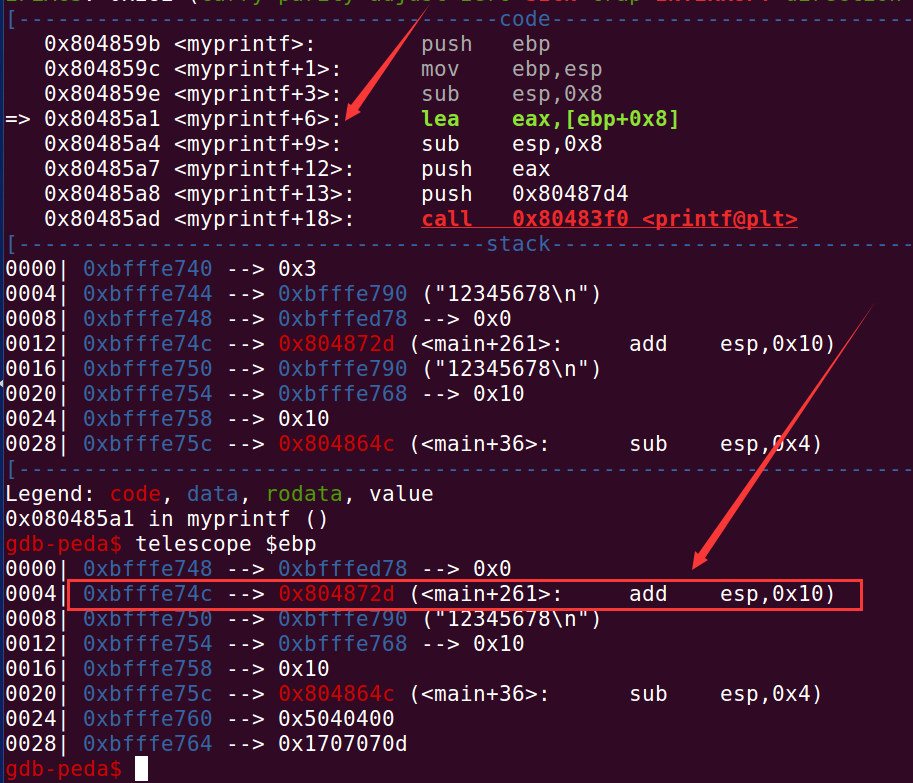 [-------------------------------------code-------------------------------------
0x804859b <myprintf>: push ebp
0x804859c <myprintf+1>: mov ebp,esp
0x804859e <myprintf+3>: sub esp,0x8
=> 0x80485a1 <myprintf+6>: lea eax,[ebp+0x8]
0x80485a4 <myprintf+9>: sub esp,0x8
0x80485a7 <myprintf+12>: push eax
0x80485a8 <myprintf+13>: push 0x80487d4
0x80485ad <myprintf+18>: call 0x80483f0 <printf@plt>
[------------------------------------stack-------------------------------------
0000| 0xbfffe740 --> 0x3
0004| 0xbfffe744 --> 0xbfffe790 ("12345678\n")
0008| 0xbfffe748 --> 0xbfffed78 --> 0x0
0012| 0xbfffe74c --> 0x804872d (<main+261>: add esp,0x10)
0016| 0xbfffe750 --> 0xbfffe790 ("12345678\n")
0020| 0xbfffe754 --> 0xbfffe768 --> 0x10
0024| 0xbfffe758 --> 0x10
0028| 0xbfffe75c --> 0x804864c (<main+36>: sub esp,0x4)
[------------------------------------------------------------------------------
Legend: code, data, rodata, value
0x080485a1 in myprintf ()
gdb-peda$ telescope $ebp
0000| 0xbfffe748 --> 0xbfffed78 --> 0x0
0004| 0xbfffe74c --> 0x804872d (<main+261>: add esp,0x10)
0008| 0xbfffe750 --> 0xbfffe790 ("12345678\n")
0012| 0xbfffe754 --> 0xbfffe768 --> 0x10
0016| 0xbfffe758 --> 0x10
0020| 0xbfffe75c --> 0x804864c (<main+36>: sub esp,0x4)
0024| 0xbfffe760 --> 0x5040400
0028| 0xbfffe764 --> 0x1707070d
gdb-peda$